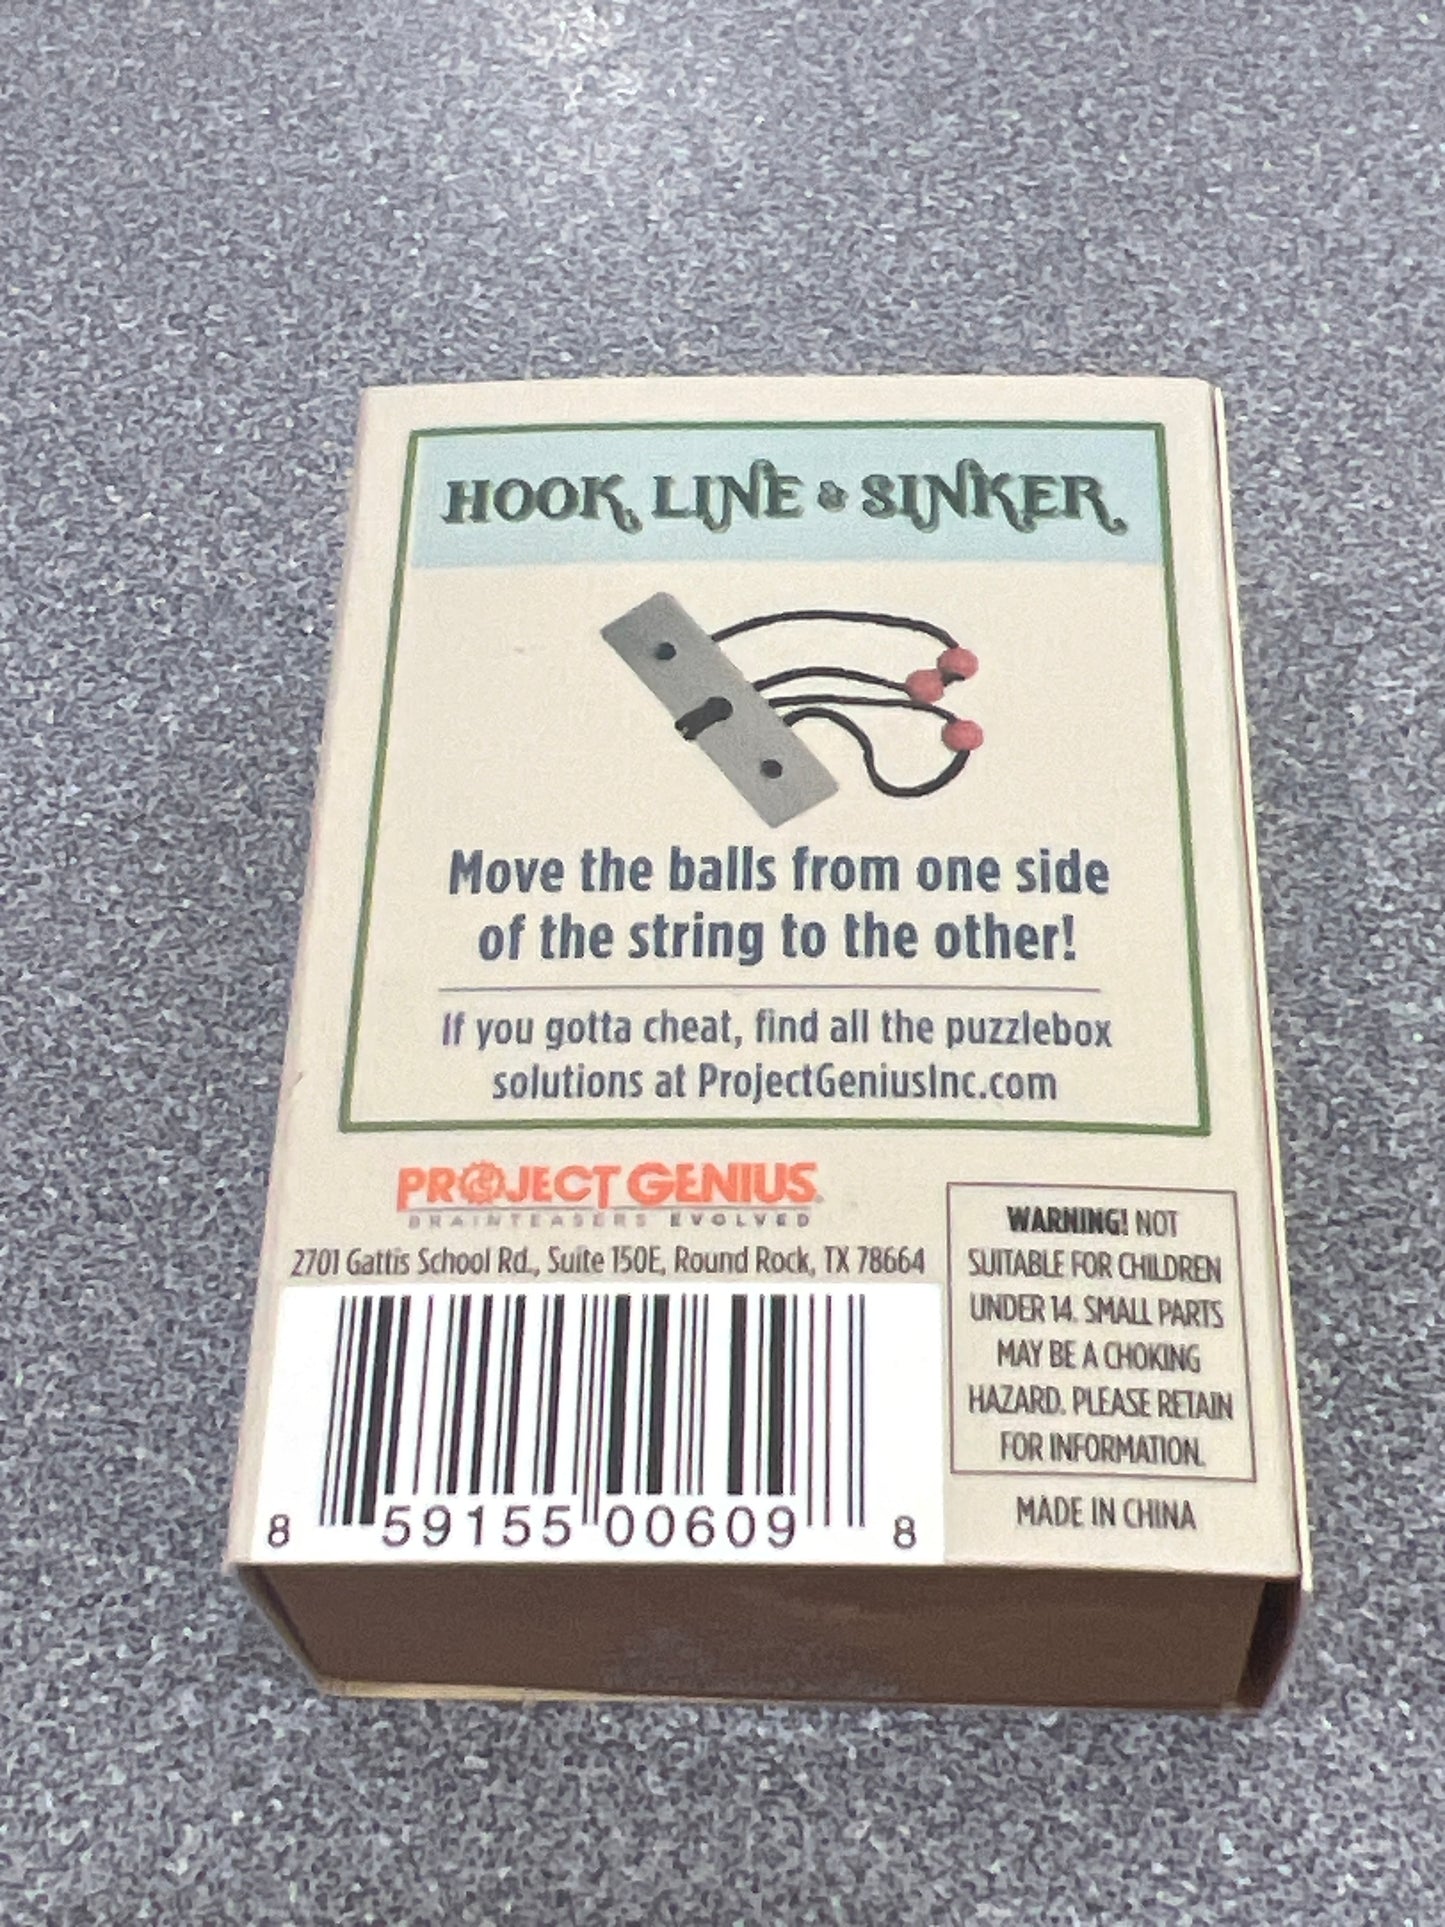 HOOK LINE & SINKER
Move the balls from one side
of the string to the other!
If you gotta cheat, find all the puzzlebox
solutions at ProjectGeniusInc.com
PROJECT GENIUS
BRAINTEASERS EVOLVED
2701 Gattis School Rd., Suite 150E, Round Rock, TX 78664
8 59155 00609 8
WARNING! NOT
SUITABLE FOR CHILDREN
UNDER 14. SMALL PARTS
MAY BE A CHOKING
HAZARD. PLEASE RETAIN
FOR INFORMATION.
MADE IN CHINA